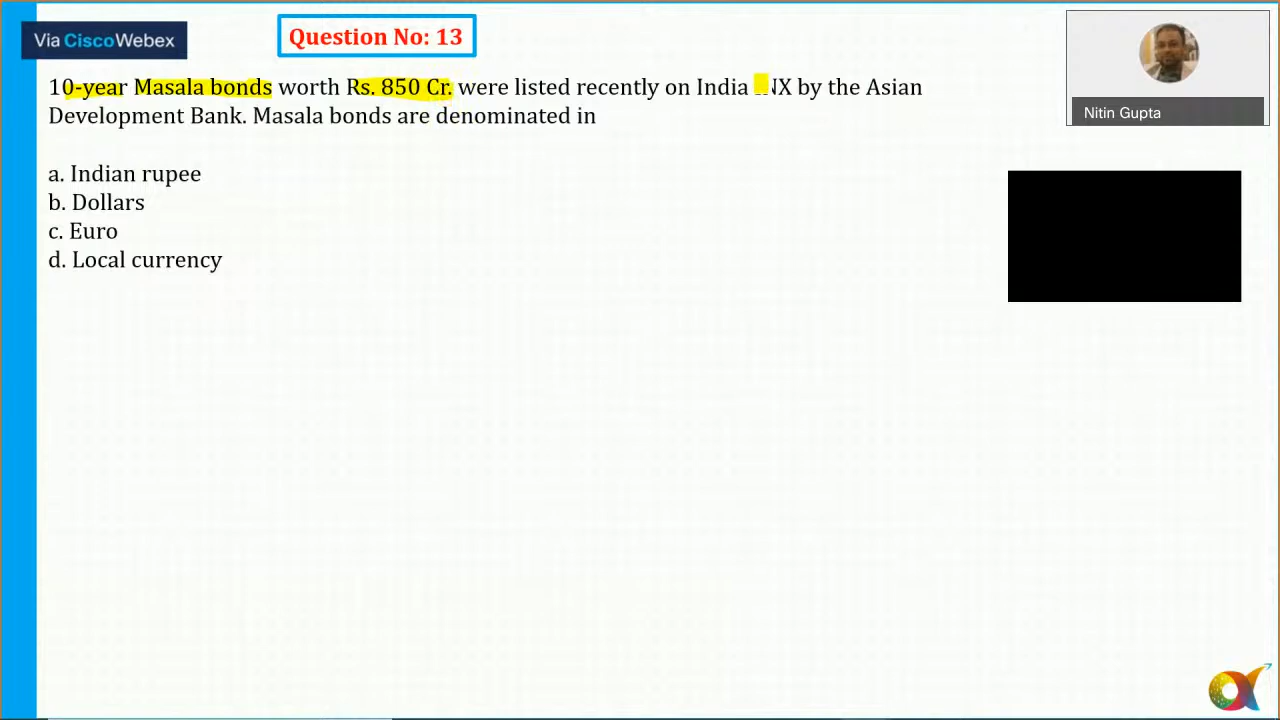 Via CiscoWebex
Question No: 13
10-year Masala bonds worth Rs. 850 Cr. were listed recently on India INX by the Asian
Development Bank. Masala bonds are denominated in
a. Indian rupee
b. Dollars
c. Euro
d. Local currency
Nitin Gupta